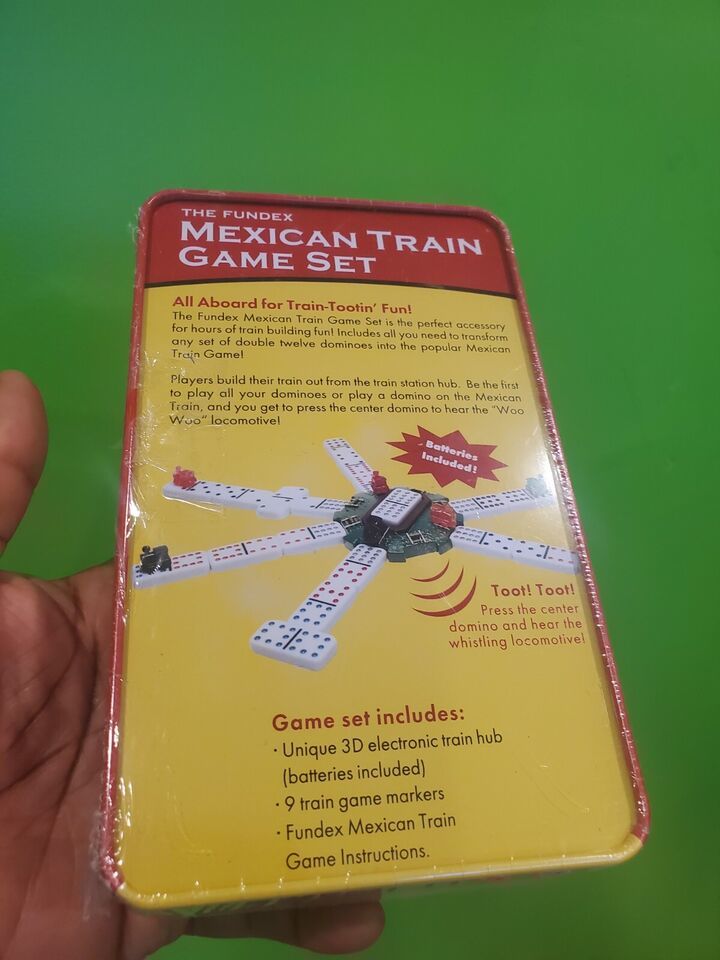 THE FUNDEX
MEXICAN TRAIN
GAME SET
All Aboard for Train-Tootin' Fun!
The Fundex Mexican Train Game Set is the perfect accessory
for hours of train building fun! Includes all you need to transform
any set of double twelve dominoes into the popular Mexican
Train Game!
Players build their train out from the train station hub. Be the first
to play all your dominoes or play a domino on the Mexican
Train, and you get to press the center domino to hear the "Woo
Woo" locomotive!
Batteries
Included!
Toot! Toot!
Press the center
domino and hear the
whistling locomotive!
Game set includes:
· Unique 3D electronic train hub
(batteries included)
· 9 train game markers
· Fundex Mexican Train
Game Instructions.